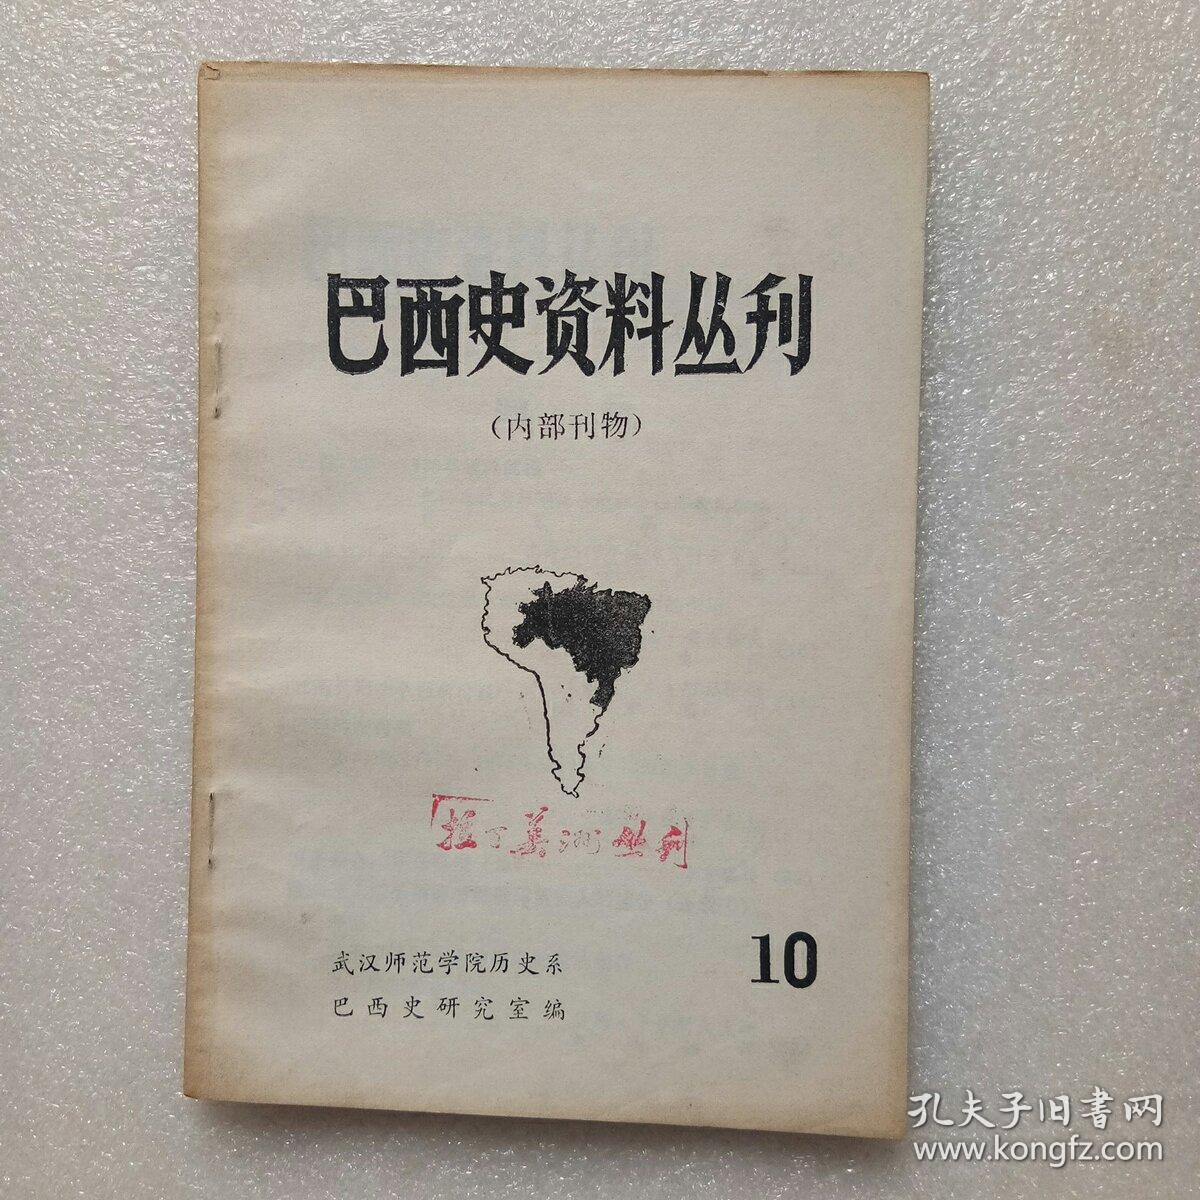 巴西史资料丛刊
（内部刊物）
拉丁美洲丛刊
武汉师范学院历史系
巴西史研究室编
10
孔夫子旧書网
www.kongfz.com